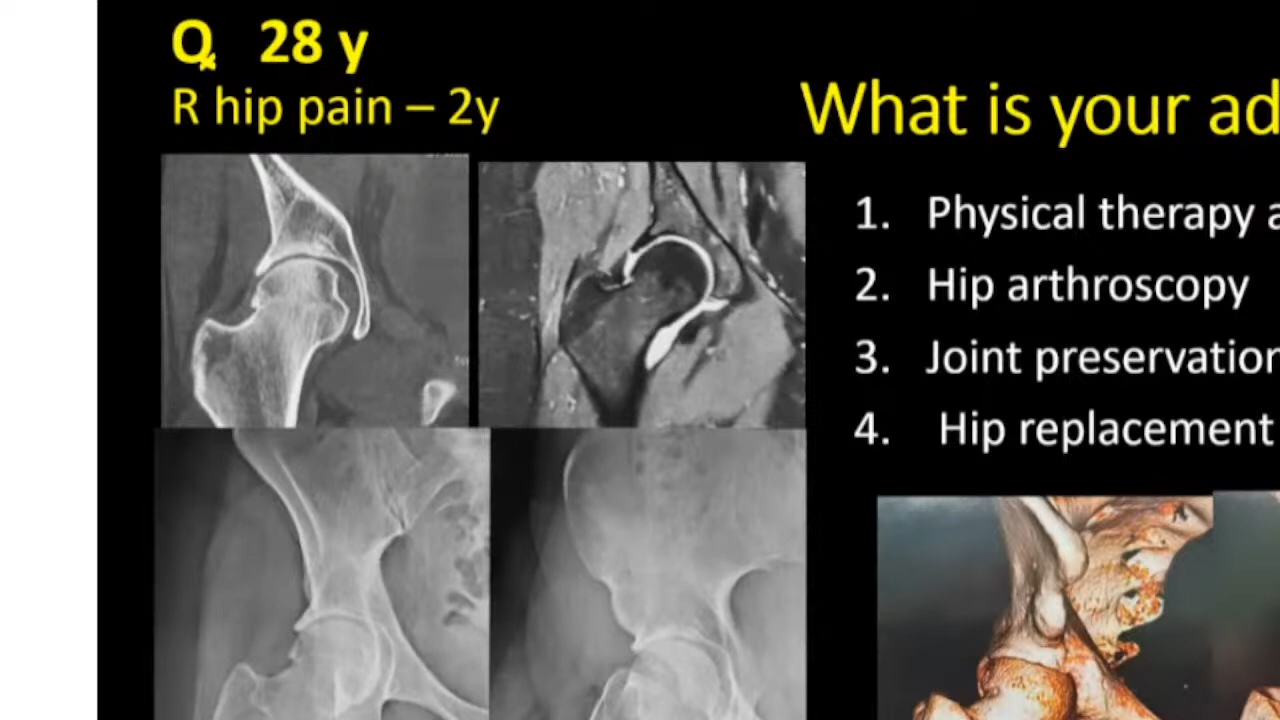 Q 28 y
R hip pain – 2y
What is your ad
1. Physical therapy a
2. Hip arthroscopy
3. Joint preservation
4. Hip replacement